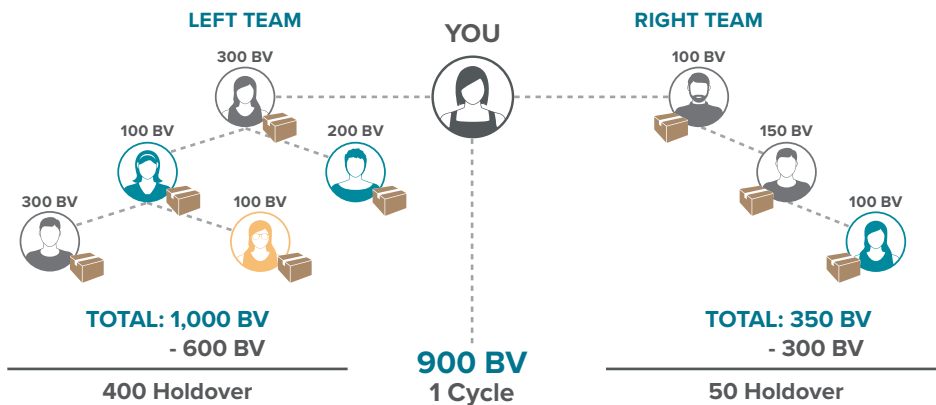 LEFT TEAM
YOU
RIGHT TEAM
300 BV
100 BV
100 BV
200 BV
150 BV
300 BV
100 BV
100 BV
TOTAL: 1,000 BV
- 600 BV
400 Holdover
900 BV
1 Cycle
TOTAL: 350 BV
- 300 BV
50 Holdover